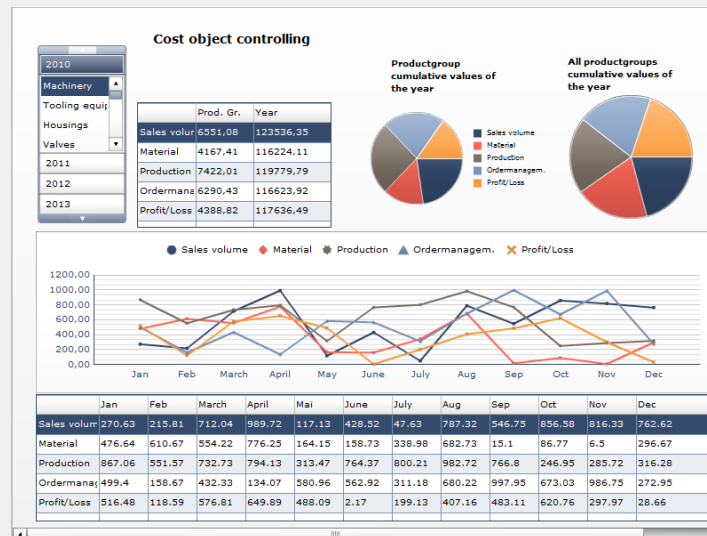 Cost object controlling
2010
Machinery
Tooling equip
Housings
Valves
2011
2012
2013
Prod. Gr. Year
Sales volur 6551,08 123536,35
Material 4167,41 116224,11
Production 7422,01 119779,79
Ordermana 6290,43 116623,92
Profit/Loss 4388,82 117636,49
Productgroup
cumulative values of
the year
Sales volume
Material
Production
Ordermanagem.
Profit/Loss
All productgroups
cumulative values of
the year
Sales volume Material Production Ordermanagem. Profit/Loss
1200,00
1000,00
800,00
600,00
400,00
200,00
0,00
Jan Feb March April May June July Aug Sep Oct Nov Dec
Jan Feb March April Mai June July Aug Sep Oct Nov Dec
Sales volum 270.63 215.81 712.04 989.72 117.13 428.52 47.63 787.32 546.75 856.58 816.33 762.62
Material 476.64 610.67 554.22 776.25 164.15 158.73 338.98 682.73 15.1 86.77 6.5 296.67
Production 867.06 551.57 732.73 794.13 313.47 764.37 800.21 982.72 766.8 246.95 285.72 316.28
Ordermanag 499.4 158.67 432.33 134.07 580.96 562.92 311.18 680.22 997.95 673.03 986.75 272.95
Profit/Loss 516.48 118.59 576.81 649.89 488.09 2.17 199.13 407.16 483.11 620.76 297.97 28.66